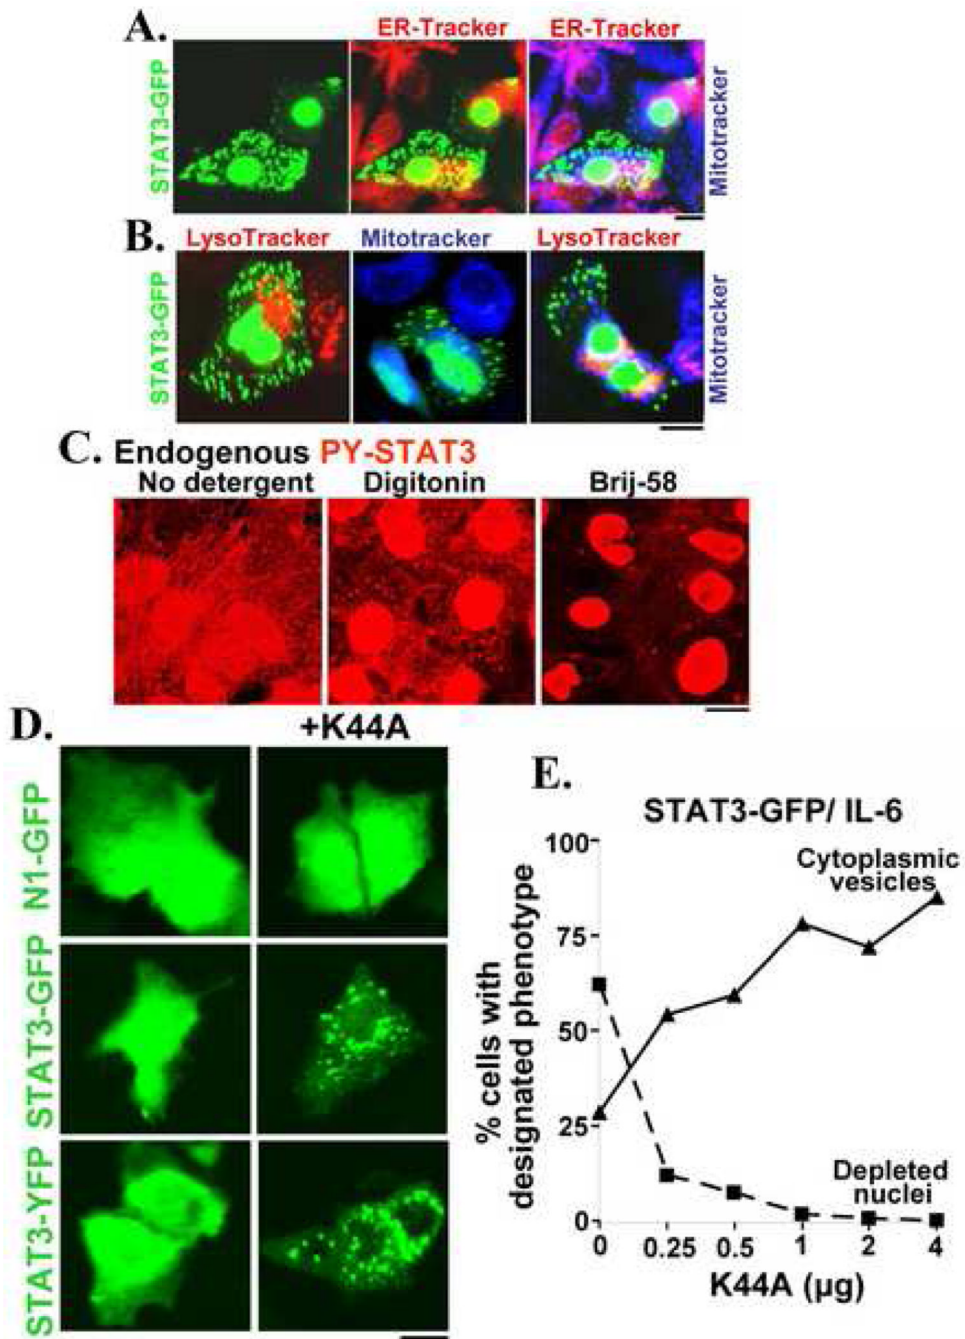 A.
ER-Tracker
ER-Tracker
STAT3-GFP
Mitotracker
B.
LysoTracker
Mitotracker
LysoTracker
STAT3-GFP
Mitotracker
C. Endogenous PY-STAT3
No detergent
Digitonin
Brij-58
D.
+K44A
N1-GFP
STAT3-GFP
STAT3-YFP
E.
STAT3-GFP/ IL-6
Cytoplasmic
vesicles
% cells with
designated phenotype
100
75
50
25
0
Depleted
nuclei
0 0.25 0.5 1 2 4
K44A (µg)